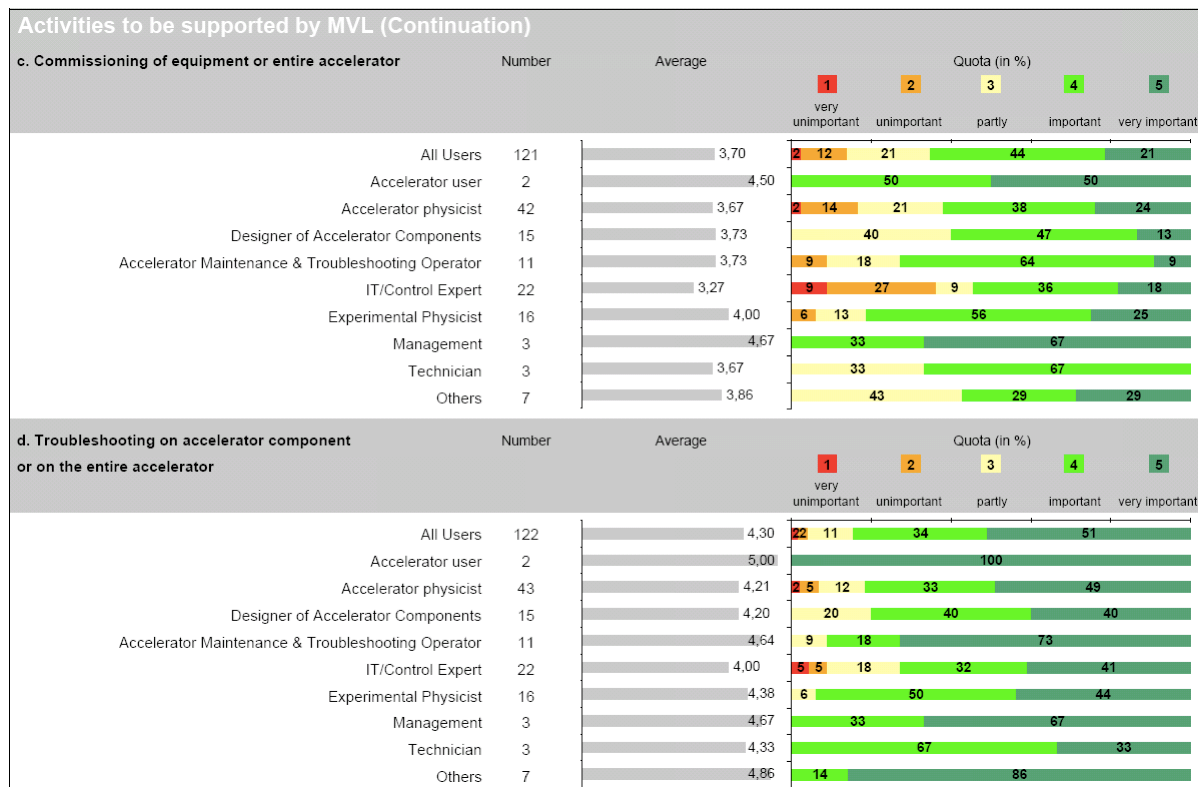 Activities to be supported by MVL (Continuation)
c. Commissioning of equipment or entire accelerator Number Average Quota (in %)
1 2 3 4 5
very unimportant unimportant partly important very important
All Users 121 3,70 2 12 21 44 21
Accelerator user 2 4,50 50 50
Accelerator physicist 42 3,67 2 14 21 38 24
Designer of Accelerator Components 15 3,73 40 47 13
Accelerator Maintenance & Troubleshooting Operator 11 3,73 9 18 64 9
IT/Control Expert 22 3,27 9 27 9 36 18
Experimental Physicist 16 4,00 6 13 56 25
Management 3 4,67 33 67
Technician 3 3,67 33 67
Others 7 3,86 43 29 29
d. Troubleshooting on accelerator component Number Average Quota (in %)
or on the entire accelerator 1 2 3 4 5
very unimportant unimportant partly important very important
All Users 122 4,30 2 2 11 34 51
Accelerator user 2 5,00 100
Accelerator physicist 43 4,21 2 5 12 33 49
Designer of Accelerator Components 15 4,20 20 40 40
Accelerator Maintenance & Troubleshooting Operator 11 4,64 9 18 73
IT/Control Expert 22 4,00 5 5 18 32 41
Experimental Physicist 16 4,38 6 50 44
Management 3 4,67 33 67
Technician 3 4,33 67 33
Others 7 4,86 14 86